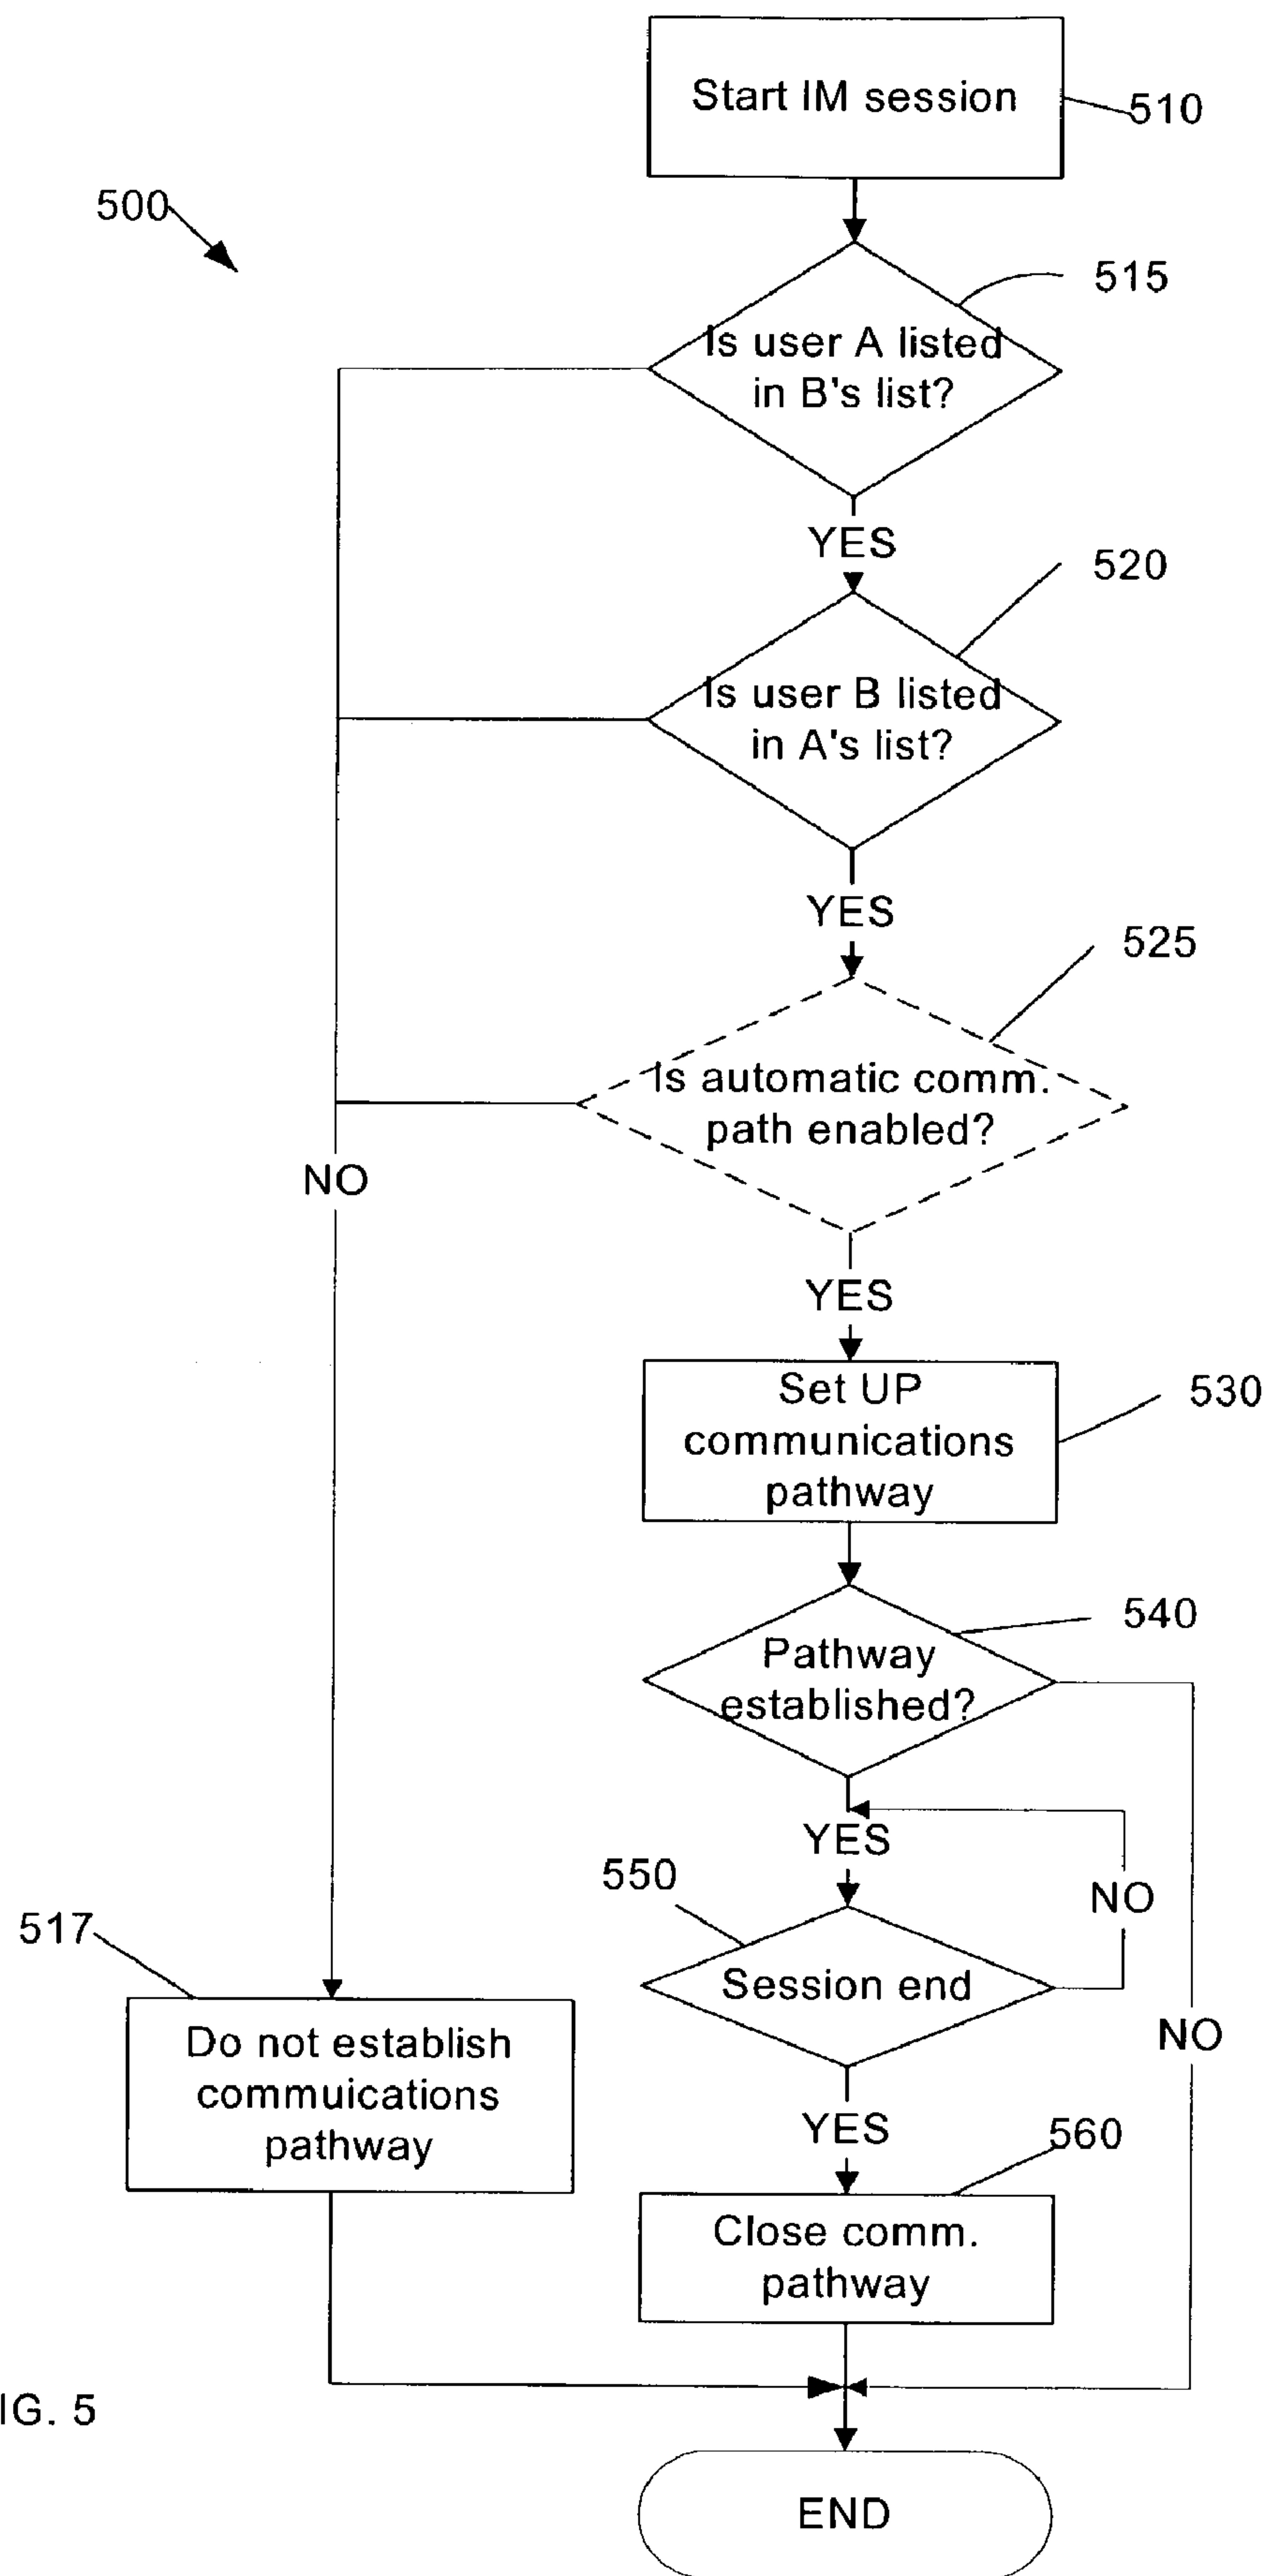 Start IM session
510
500
515
Is user A listed
in B's list?
YES
520
Is user B listed
in A's list?
YES
525
Is automatic comm.
path enabled?
NO
YES
Set UP
communications
pathway
530
540
Pathway
established?
YES
550
NO
517
Session end
Do not establish
commuications
pathway
NO
YES
560
Close comm.
pathway
IG. 5
END